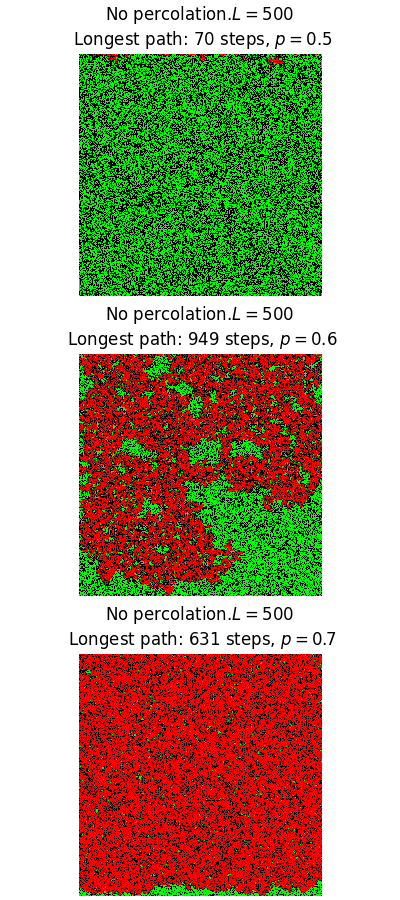 No percolation.L = 500
Longest path: 70 steps, p = 0.5
No percolation.L = 500
Longest path: 949 steps, p = 0.6
No percolation.L = 500
Longest path: 631 steps, p = 0.7